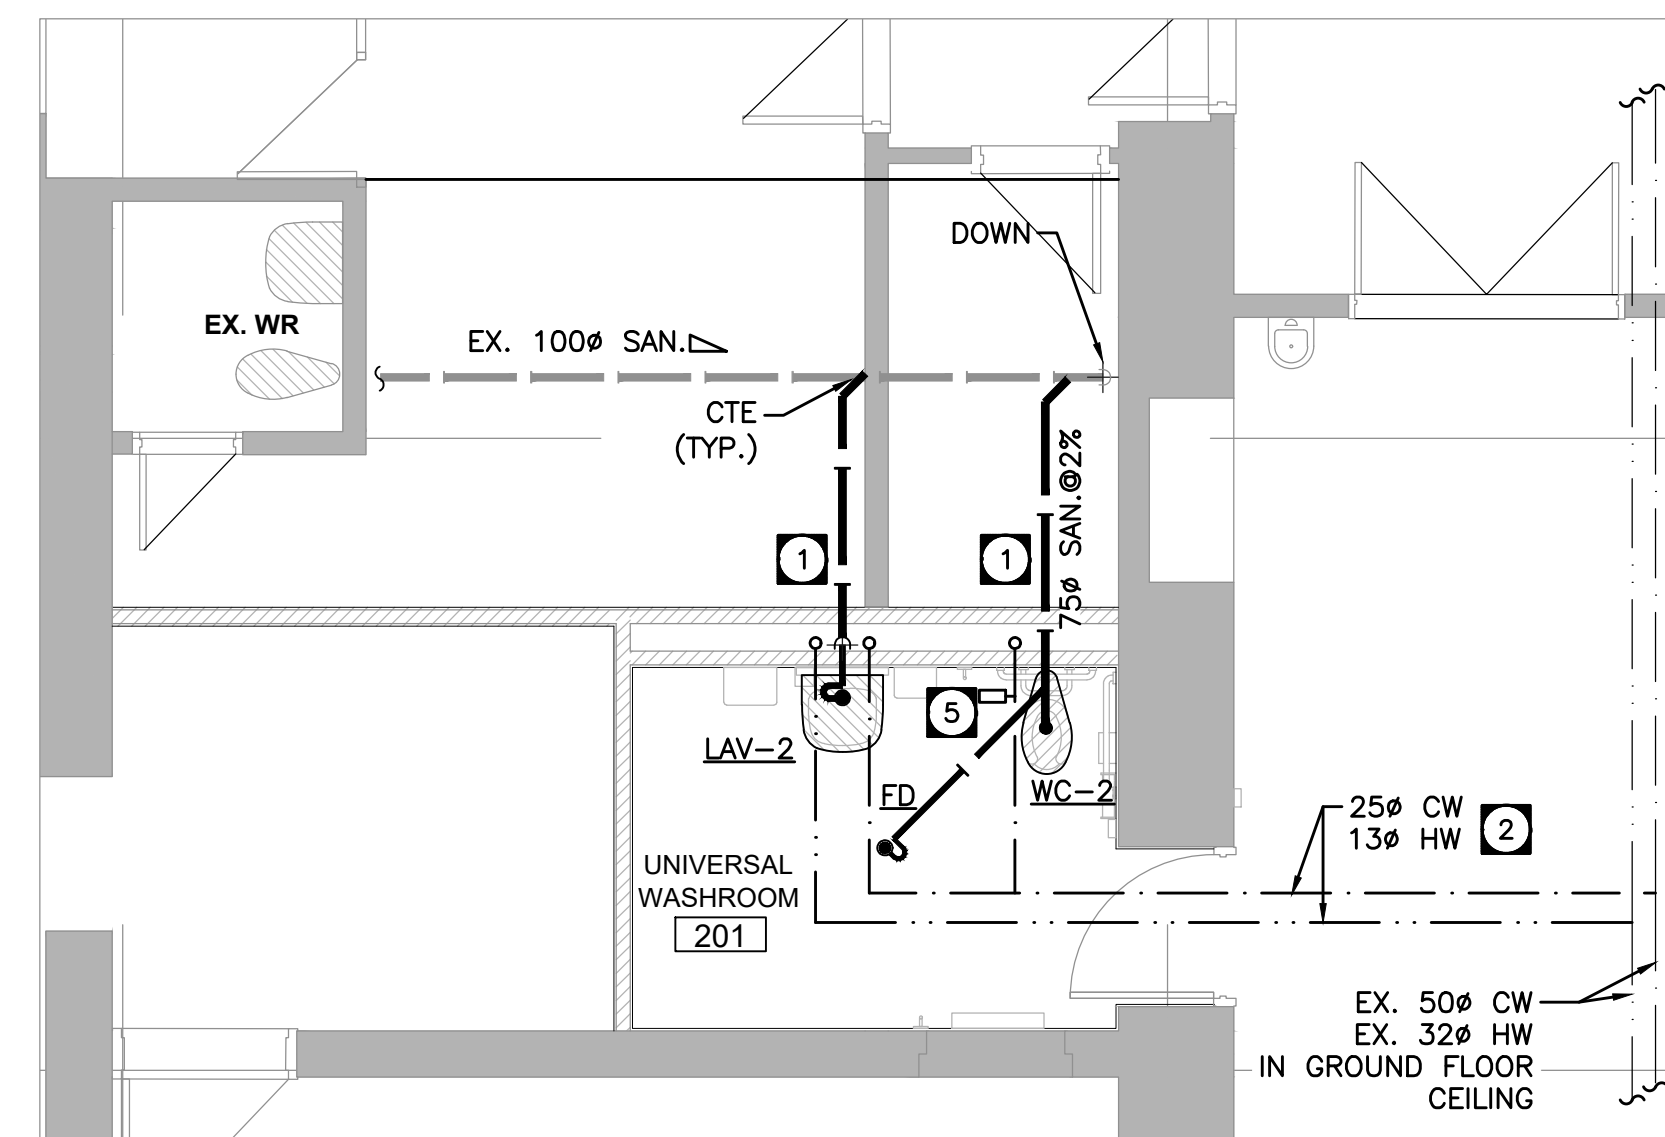 DOWN
EX. WR
EX. 100ø SAN.
CTE
(TYP.)
75ø SAN.@2%
1
1
5
LAV-2
FD
WC-2
25ø CW
13ø HW
2
UNIVERSAL
WASHROOM
201
EX. 50ø CW
EX. 32ø HW
IN GROUND FLOOR
CEILING